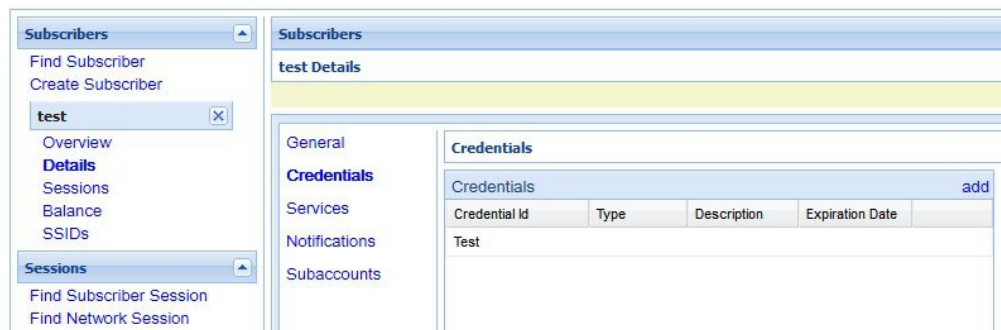 Subscribers
Find Subscriber
Create Subscriber
test
Overview
Details
Sessions
Balance
SSIDs
Sessions
Find Subscriber Session
Find Network Session
Subscribers
test Details
General
Credentials
Services
Notifications
Subaccounts
Credentials
Credentials add
Credential Id Type Description Expiration Date
Test